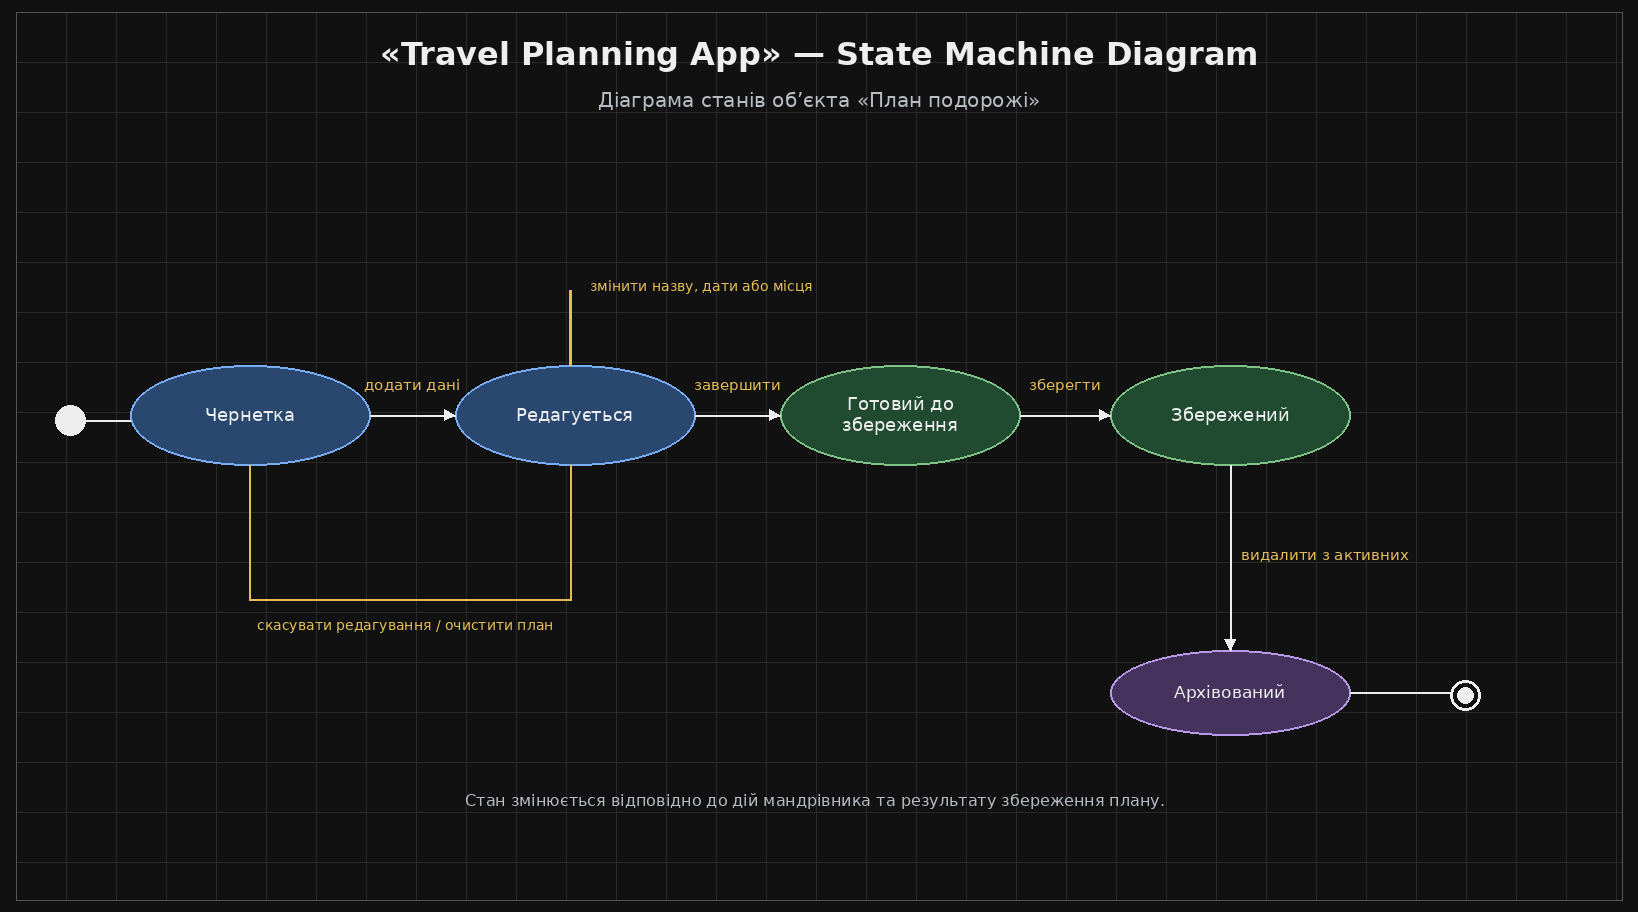 «Travel Planning App» — State Machine Diagram
Діаграма станів об’єкта «План подорожі»
змінити назву, дати або місця
додати дані
завершити
зберегти
Чернетка
Редагується
Готовий до
збереження
Збережений
видалити з активних
скасувати редагування / очистити план
Архівований
Стан змінюється відповідно до дій мандрівника та результату збереження плану.